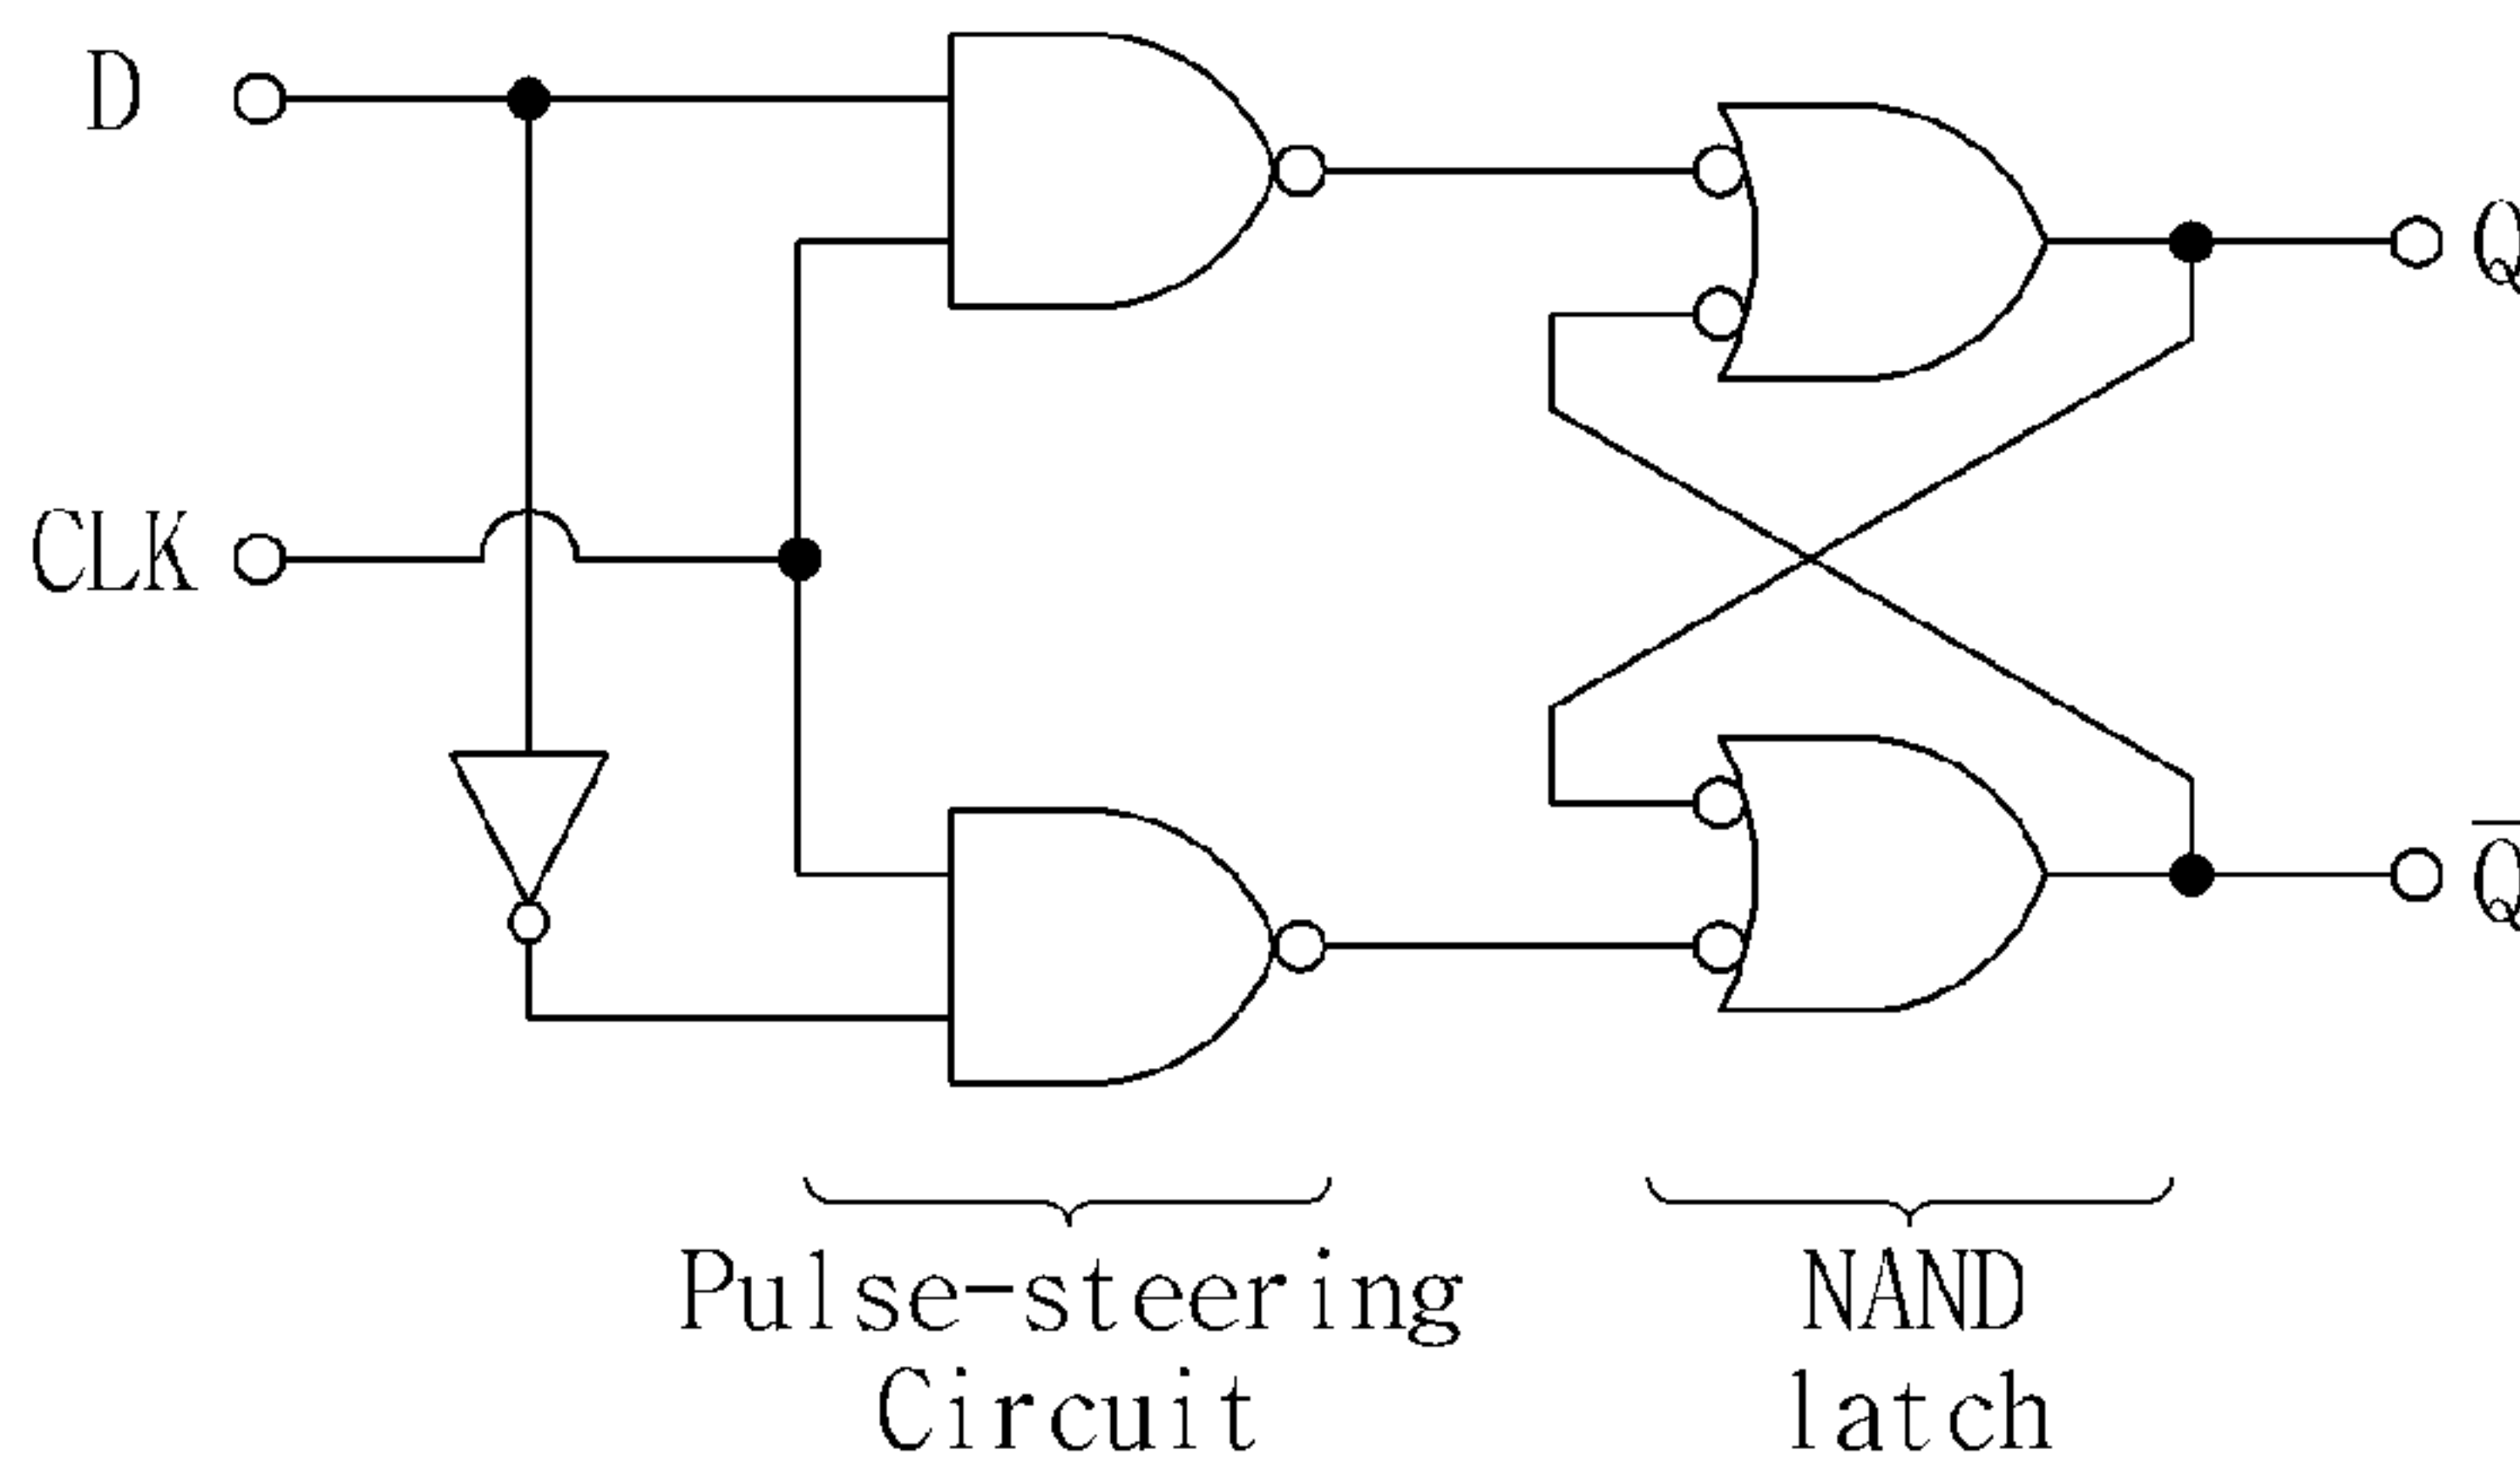 D
Q
CLK
Q̅
Pulse-steering
Circuit
NAND
latch